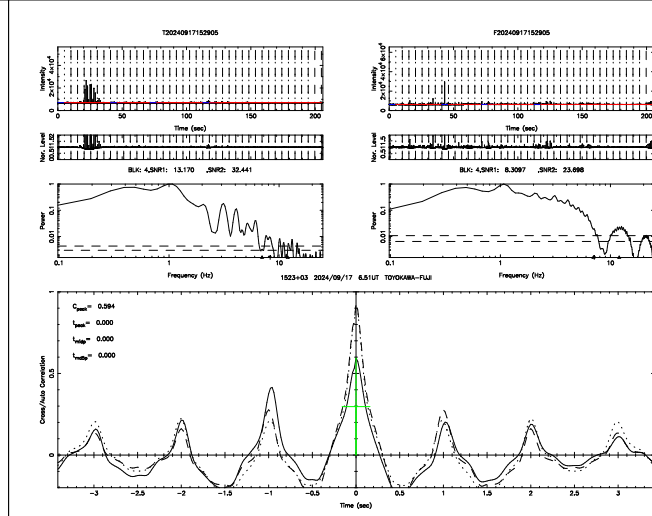 T20240917152905
F20240917152905
Intensity
0 2×10⁴ 4×10⁴
0 50 100 150 200
Time (sec)
Intensity
0 2×10⁴ 4×10⁴ 6×10⁴
0 50 100 150 200
Time (sec)
Nor. Level
Nor. Level
BLK: 4,SNR1: 13.170 ,SNR2: 32.441
BLK: 4,SNR1: 8.3097 ,SNR2: 23.698
Power
0.01 0.1 1
0.1 1 10
Frequency (Hz)
Power
0.01 0.1 1
0.1 1 10
Frequency (Hz)
1523+03 2024/09/17 6.51UT TOYOKAWA-FUJI
Cross/Auto Correlation
0 0.5 1
Cpeak= 0.594
tpeak= 0.000
tmidp= 0.000
−3 −2.5 −2 −1.5 −1 −0.5 0 0.5 1 1.5 2 2.5 3
Time (sec)